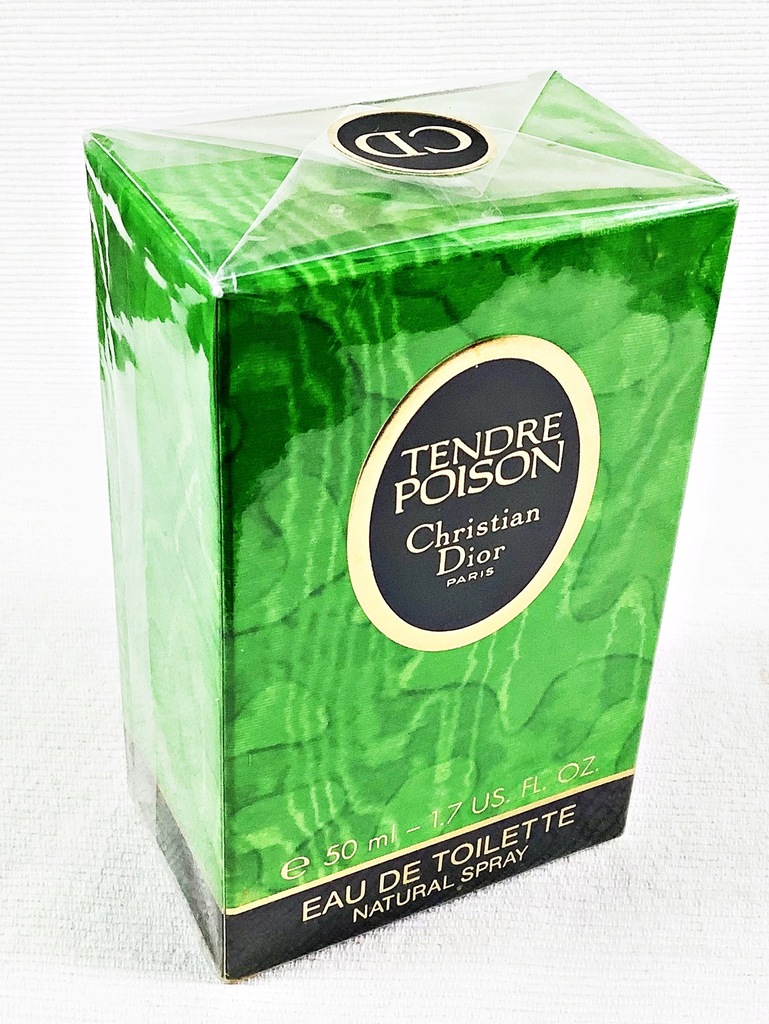 CD
TENDRE
POISON
Christian
Dior
PARIS
e 50 ml – 1.7 US. FL. OZ.
EAU DE TOILETTE
NATURAL SPRAY